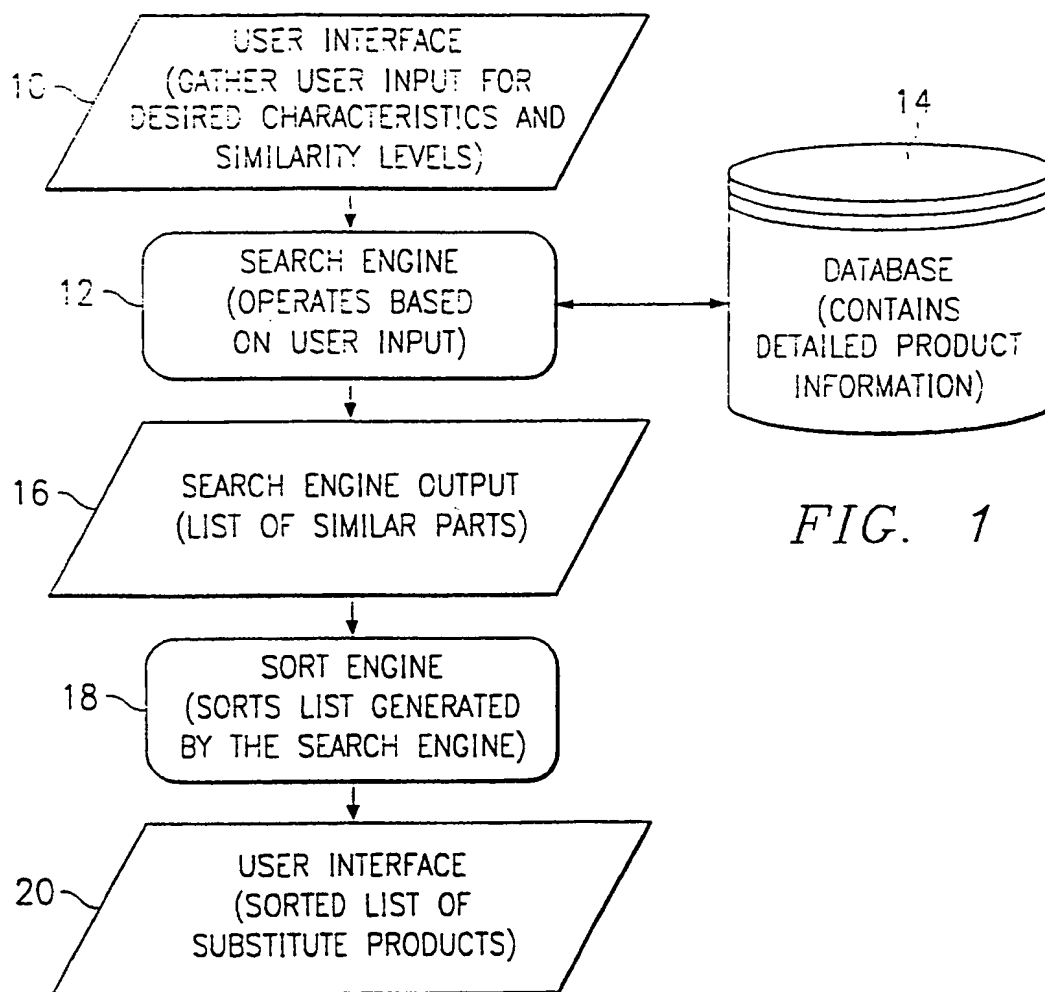 USER INTERFACE
(GATHER USER INPUT FOR
DESIRED CHARACTERISTICS AND
SIMILARITY LEVELS)
10
14
SEARCH ENGINE
(OPERATES BASED
ON USER INPUT)
12
DATABASE
(CONTAINS
DETAILED PRODUCT
INFORMATION)
SEARCH ENGINE OUTPUT
(LIST OF SIMILAR PARTS)
16
FIG. 1
SORT ENGINE
(SORTS LIST GENERATED
BY THE SEARCH ENGINE)
18
USER INTERFACE
(SORTED LIST OF
SUBSTITUTE PRODUCTS)
20